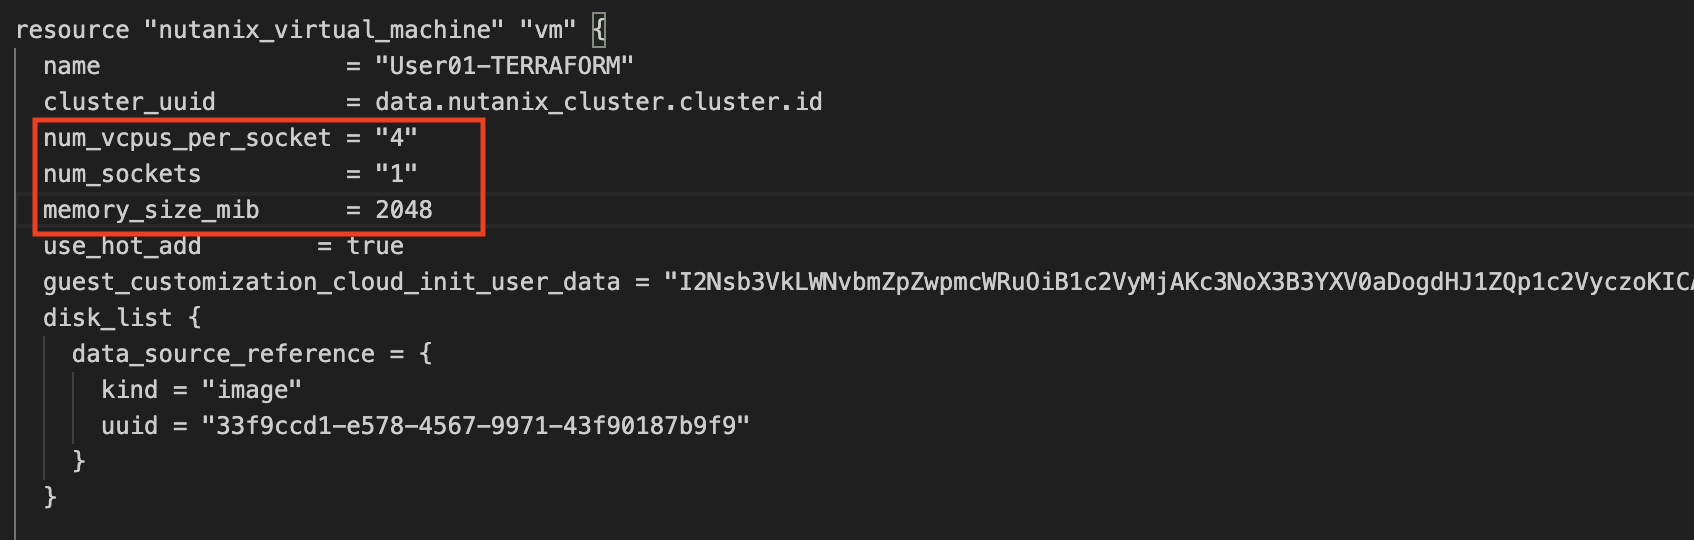 resource "nutanix_virtual_machine" "vm" {
  name                 = "User01-TERRAFORM"
  cluster_uuid         = data.nutanix_cluster.cluster.id
  num_vcpus_per_socket = "4"
  num_sockets          = "1"
  memory_size_mib      = 2048
  use_hot_add        = true
  guest_customization_cloud_init_user_data = "I2Nsb3VkLWNvbmZpZwpmcWRuOiB1c2VyMjAKc3NoX3B3YXV0aDogdHJ1ZQp1c2VyczoKICA
  disk_list {
    data_source_reference = {
      kind = "image"
      uuid = "33f9ccd1-e578-4567-9971-43f90187b9f9"
    }
  }